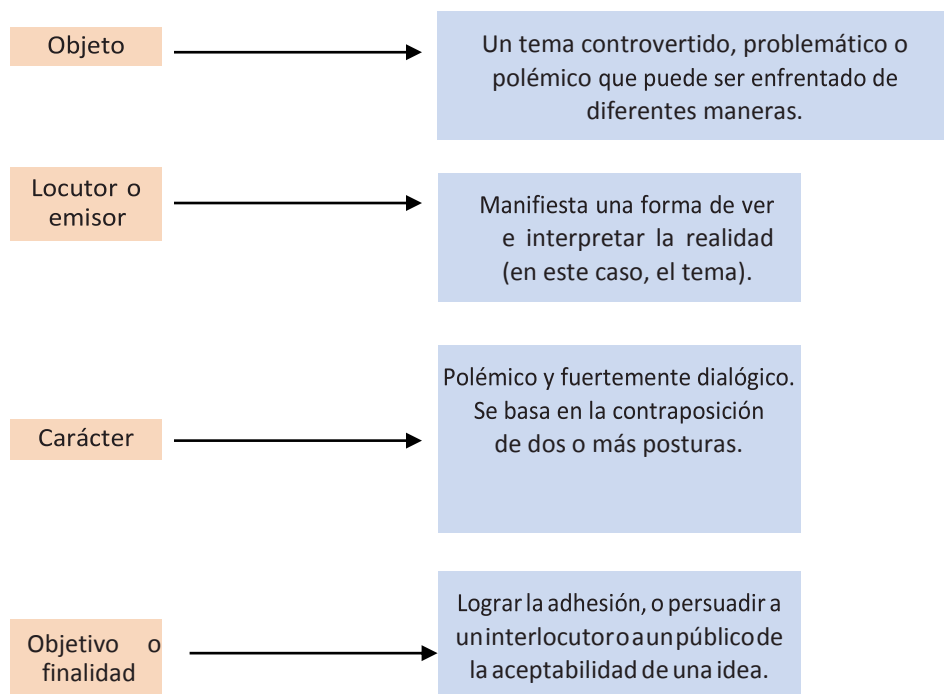 Objeto
Un tema controvertido, problemático o
polémico que puede ser enfrentado de
diferentes maneras.
Locutor o
emisor
Manifiesta una forma de ver
e interpretar la realidad
(en este caso, el tema).
Carácter
Polémico y fuertemente dialógico.
Se basa en la contraposición
de dos o más posturas.
Objetivo o
finalidad
Lograr la adhesión, o persuadir a
un interlocutor o a un público de
la aceptabilidad de una idea.